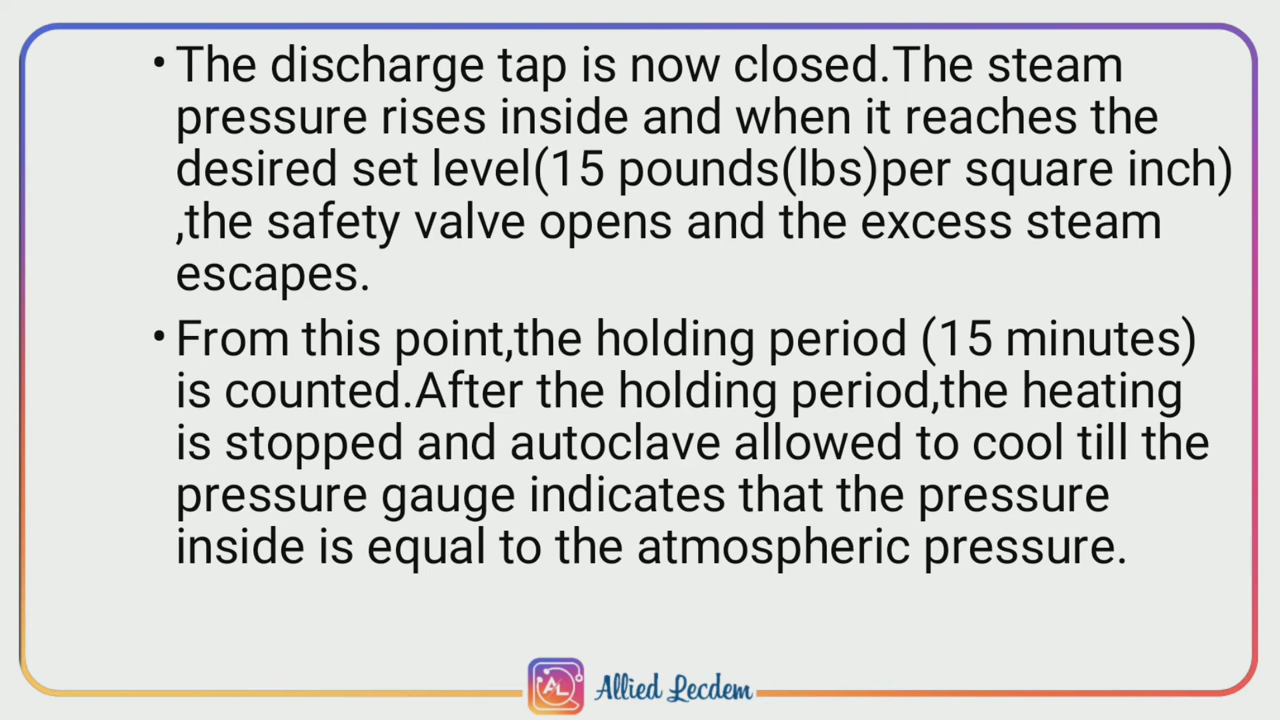 • The discharge tap is now closed.The steam
pressure rises inside and when it reaches the
desired set level(15 pounds(lbs)per square inch)
,the safety valve opens and the excess steam
escapes.
• From this point,the holding period (15 minutes)
is counted.After the holding period,the heating
is stopped and autoclave allowed to cool till the
pressure gauge indicates that the pressure
inside is equal to the atmospheric pressure.
AL Allied Lecdem